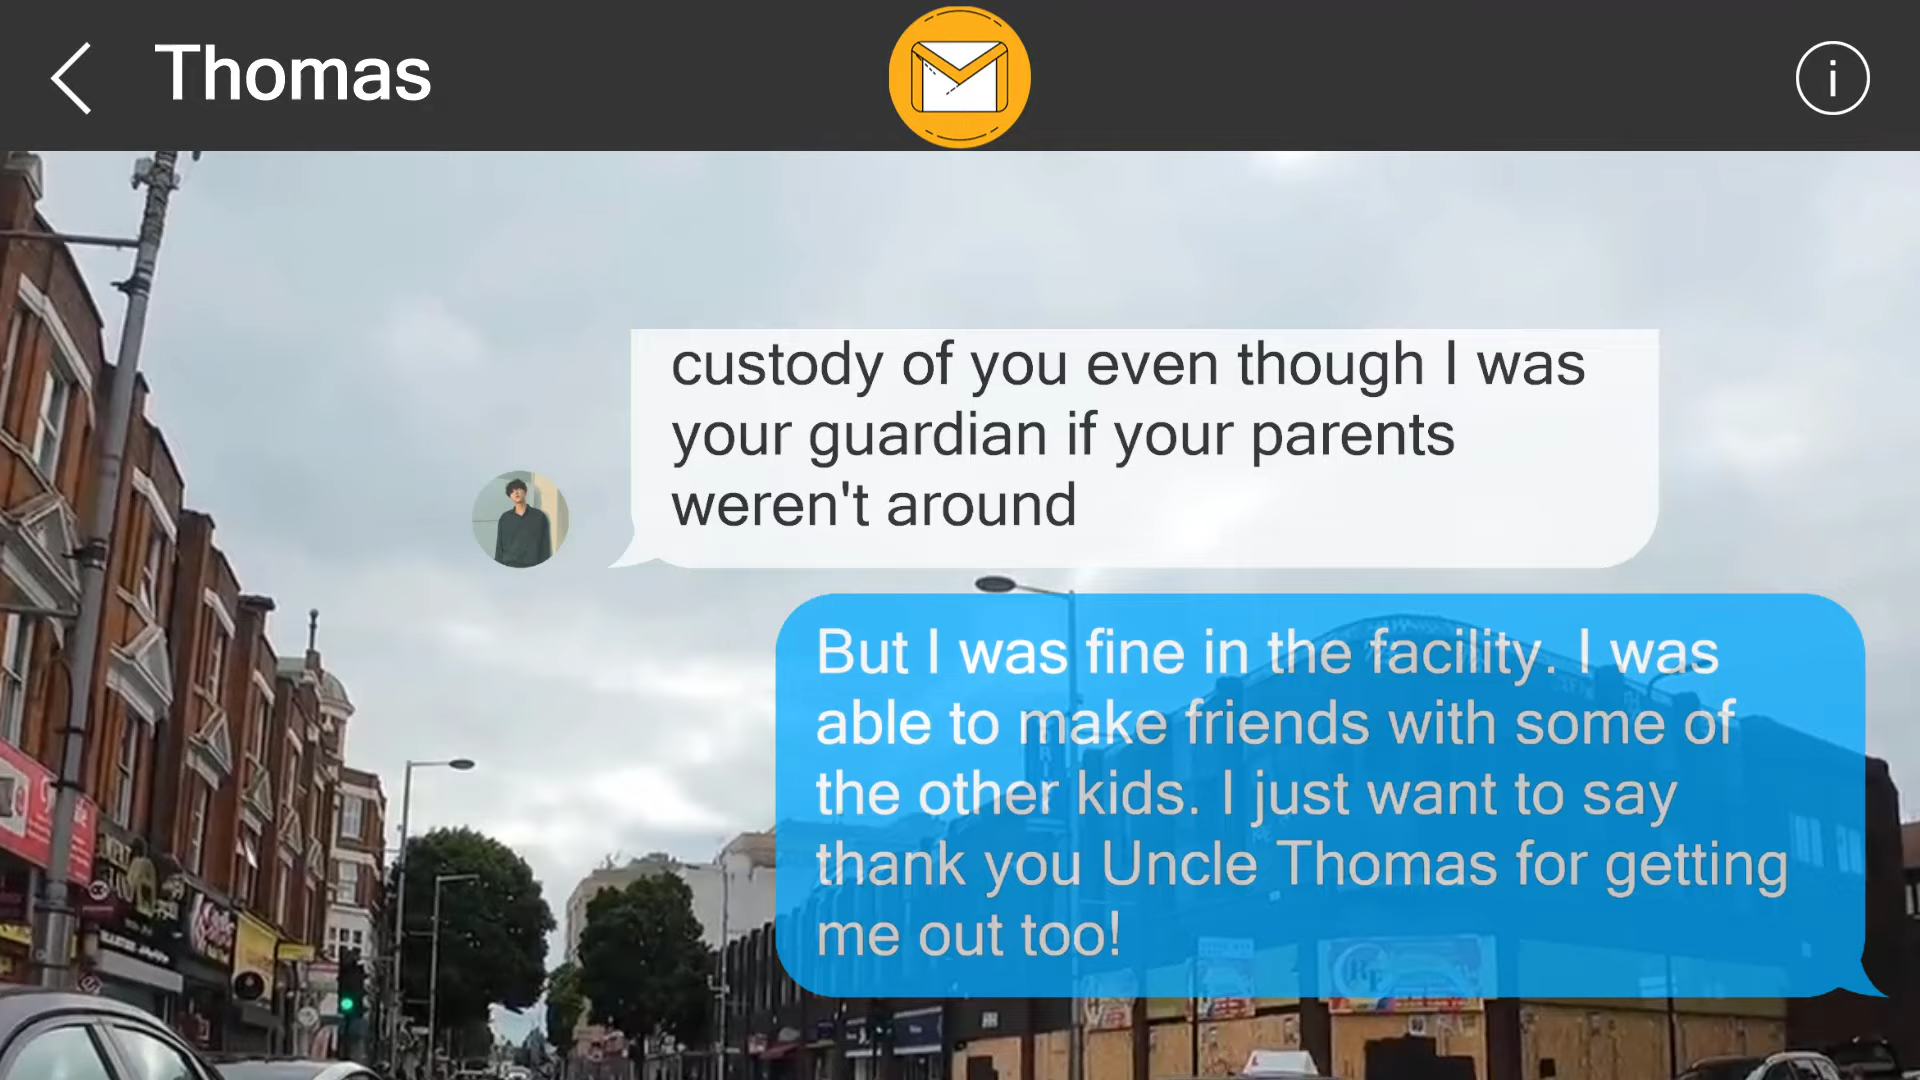 Thomas
i
custody of you even though I was
your guardian if your parents
weren't around
But I was fine in the facility. I was
able to make friends with some of
the other kids. I just want to say
thank you Uncle Thomas for getting
me out too!